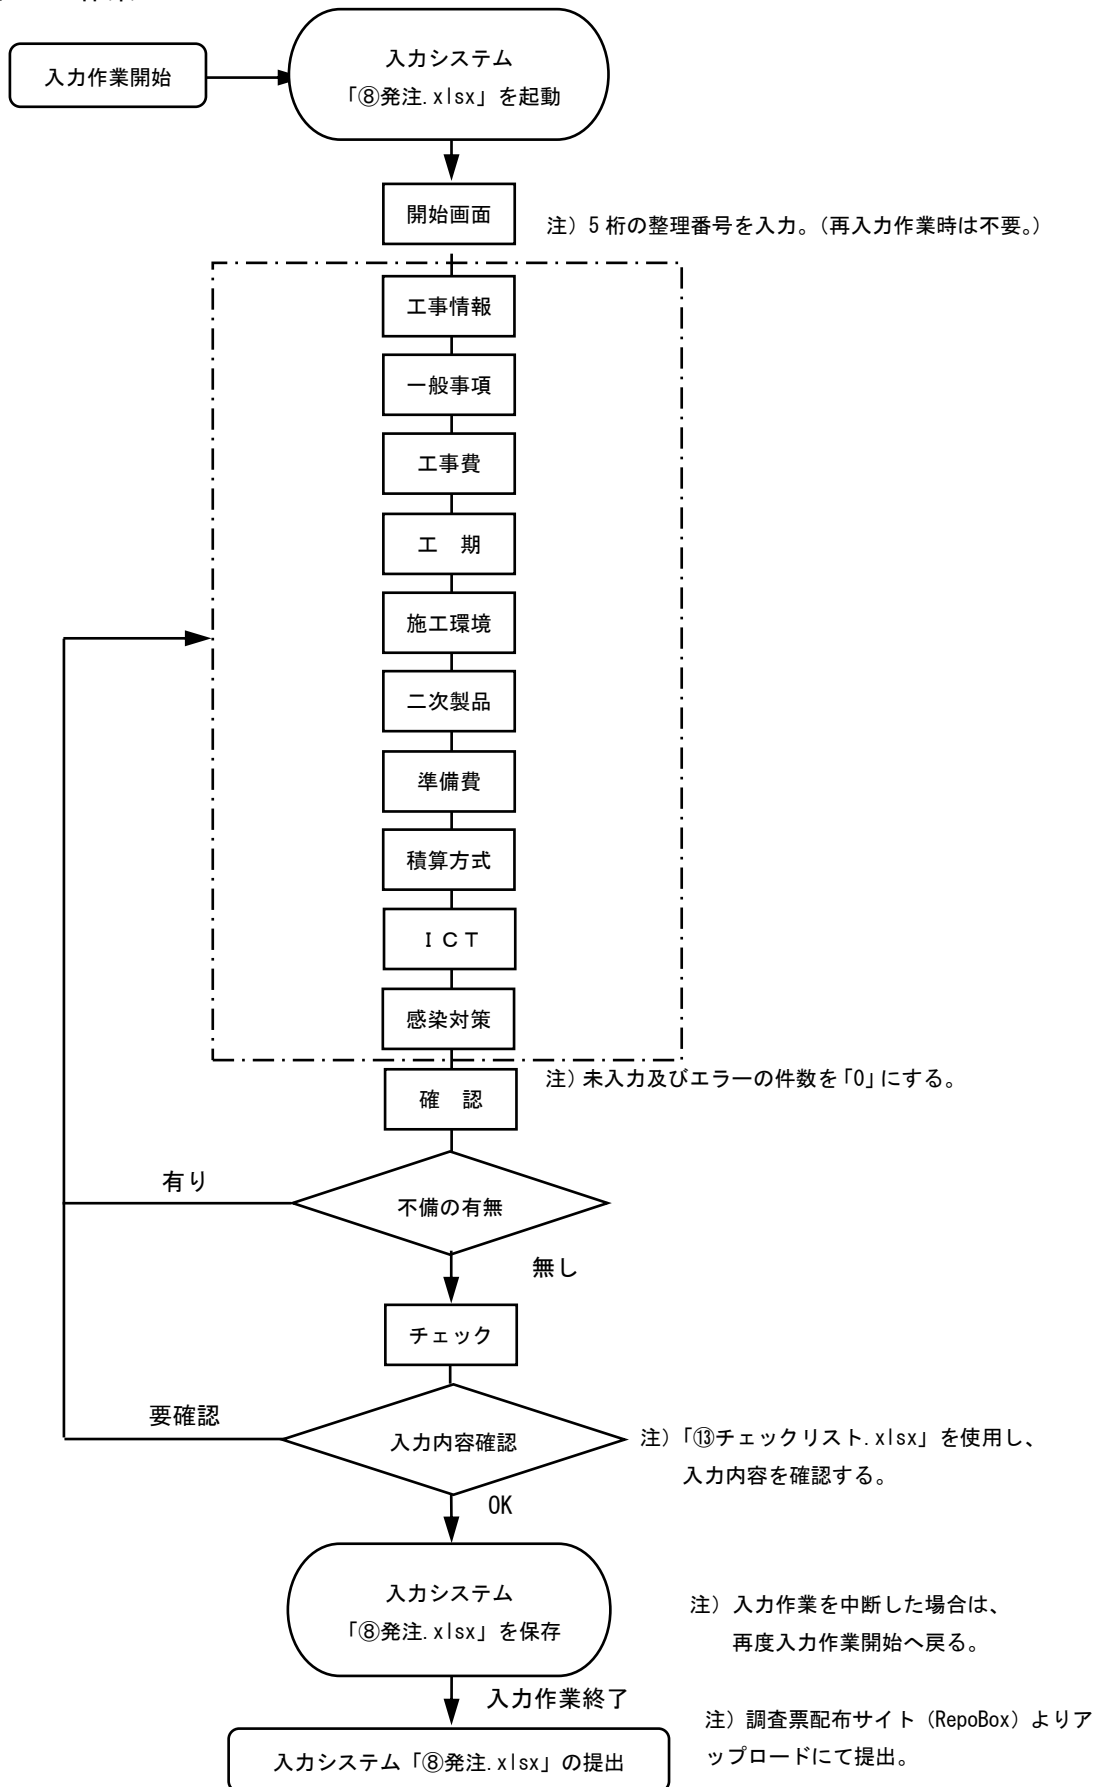 入力作業開始
入力システム
「⑧発注.xlsx」を起動
開始画面
注）5桁の整理番号を入力。（再入力作業時は不要。）
工事情報
一般事項
工事費
工　期
施工環境
二次製品
準備費
積算方式
ＩＣＴ
感染対策
注）未入力及びエラーの件数を「0」にする。
確　認
有り
不備の有無
無し
チェック
要確認
入力内容確認
注）「⑬チェックリスト.xlsx」を使用し、
入力内容を確認する。
OK
入力システム
「⑧発注.xlsx」を保存
注）入力作業を中断した場合は、
再度入力作業開始へ戻る。
入力作業終了
注）調査票配布サイト（RepoBox）よりア
ップロードにて提出。
入力システム「⑧発注.xlsx」の提出